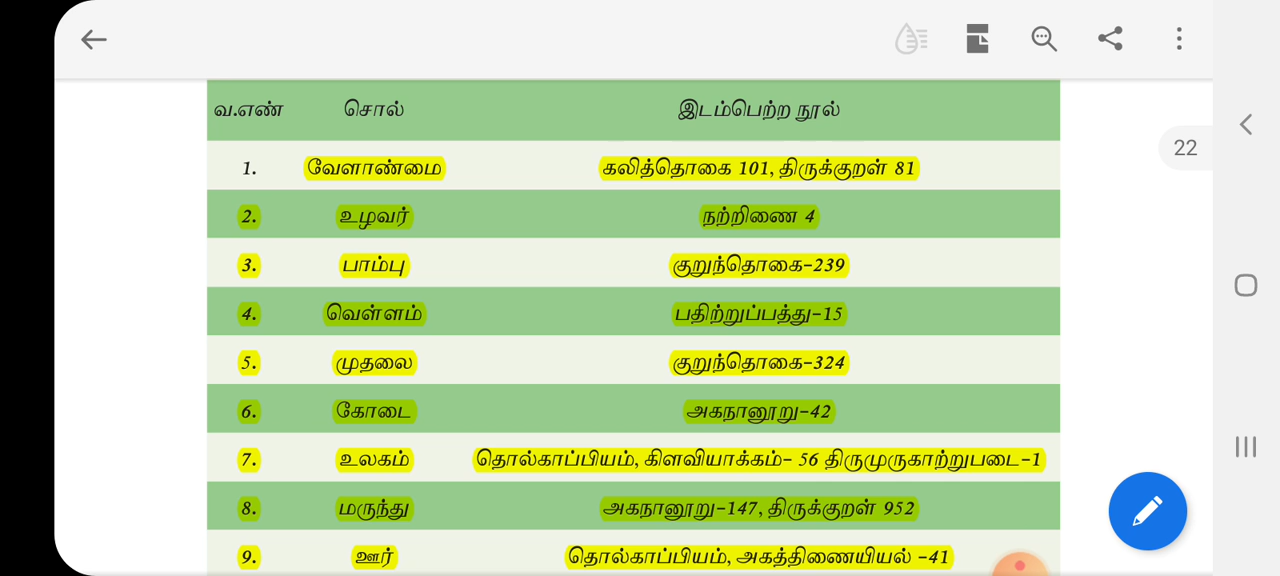 வ.எண் சொல் இடம்பெற்ற நூல்
22
1. வேளாண்மை கலித்தொகை 101, திருக்குறள் 81
2. உழவர் நற்றிணை 4
3. பாம்பு குறுந்தொகை-239
4. வெள்ளம் பதிற்றுப்பத்து-15
5. முதலை குறுந்தொகை-324
6. கோடை அகநானூறு-42
7. உலகம் தொல்காப்பியம், கிளவியாக்கம்- 56 திருமுருகாற்றுபடை-1
8. மருந்து அகநானூறு-147, திருக்குறள் 952
9. ஊர் தொல்காப்பியம், அகத்திணையியல் -41